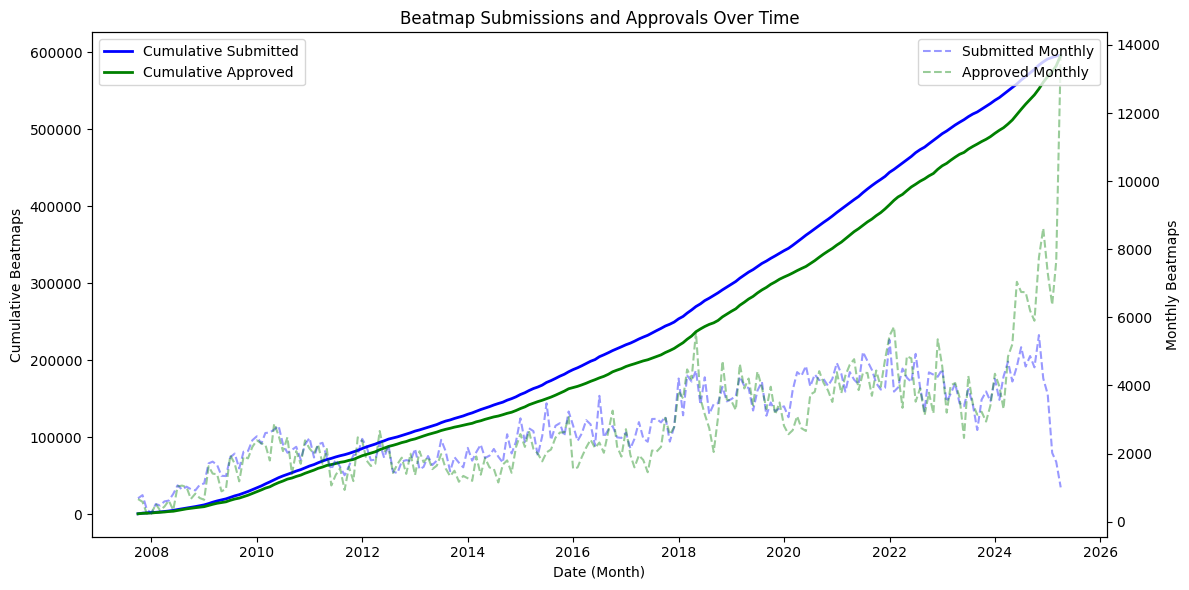 Beatmap Submissions and Approvals Over Time
Cumulative Submitted
Cumulative Approved
Submitted Monthly
Approved Monthly
Cumulative Beatmaps
600000
500000
400000
300000
200000
100000
0
14000
12000
10000
8000
6000
4000
2000
0
Monthly Beatmaps
2008 2010 2012 2014 2016 2018 2020 2022 2024 2026
Date (Month)